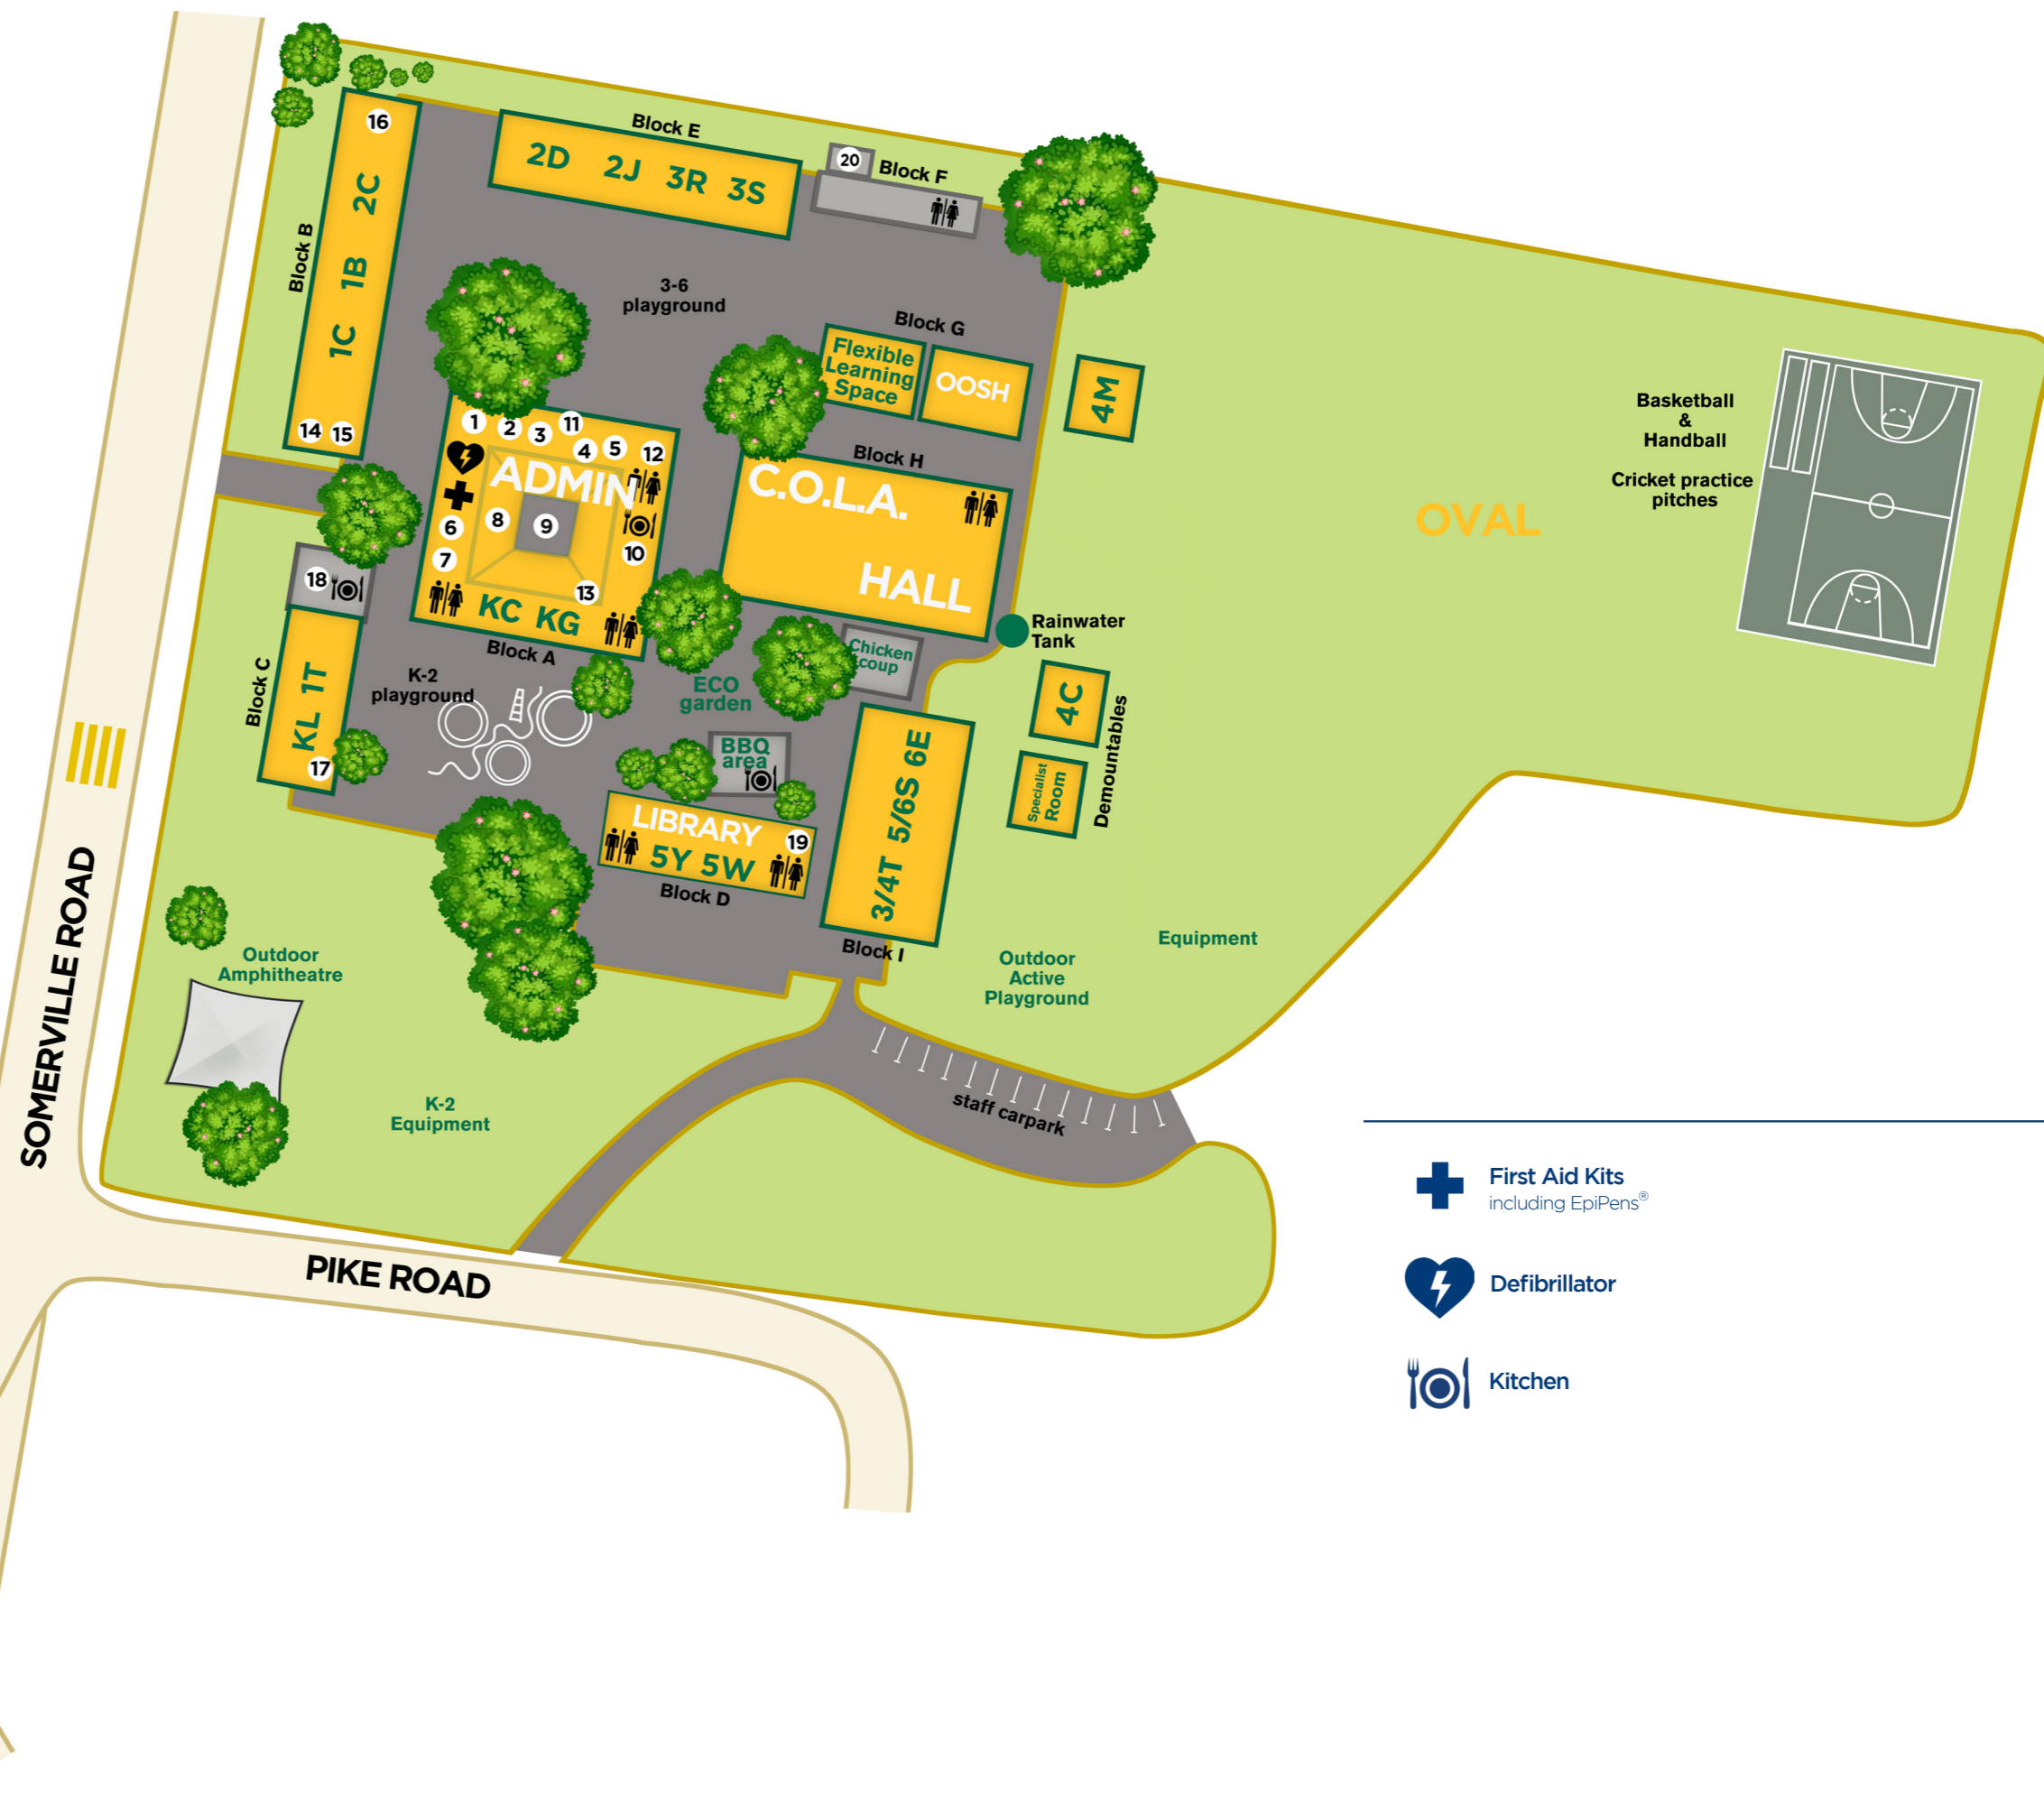 16
2C
1B
1C
14 15
Block B
Block E
2D 2J 3R 3S
20
Block F
3-6
playground
Block G
Flexible
Learning
Space
OOSH
4M
1 2 3 11 4 5 12
ADMIN
6 8 9 10
7
13
KC KG
Block A
Block H
C.O.L.A.
HALL
Rainwater
Tank
Chicken
coup
18
Block C
KL 1T
17
K-2
playground
ECO
garden
BBQ
area
LIBRARY
19
5Y 5W
Block D
3/4T 5/6S 6E
Block I
4C
Specialist
Room
Demountables
OVAL
Basketball
&
Handball
Cricket practice
pitches
Outdoor
Amphitheatre
K-2
Equipment
Outdoor
Active
Playground
Equipment
staff carpark
SOMERVILLE ROAD
PIKE ROAD
First Aid Kits
including EpiPens®
Defibrillator
Kitchen